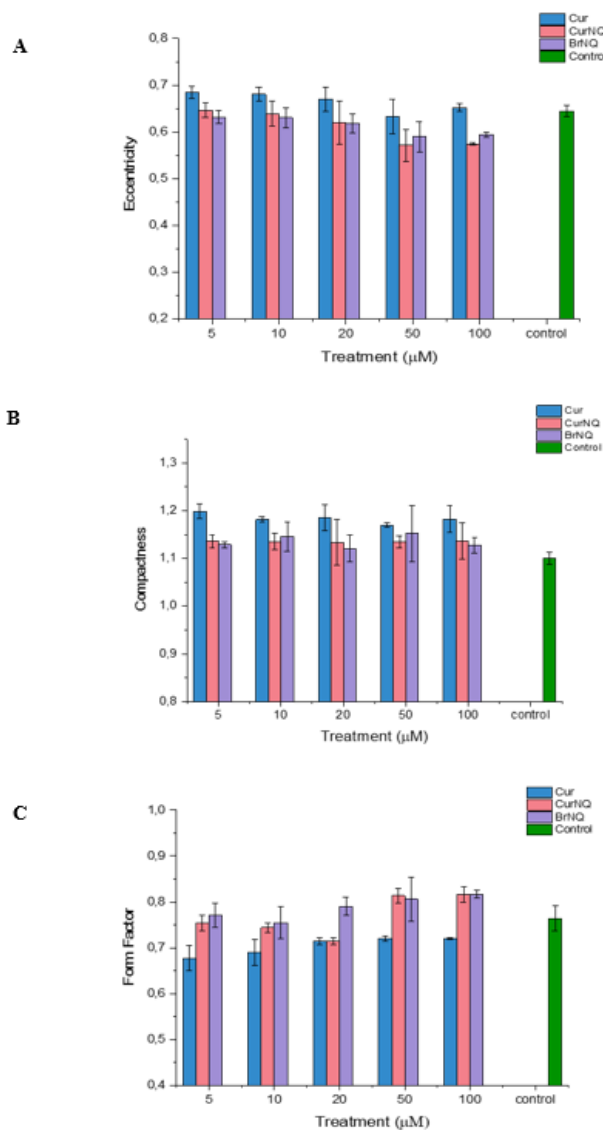 A
Cur
CurNQ
BrNQ
Control
0,8
0,7
0,6
0,5
0,4
0,3
0,2
Eccentricity
5 10 20 50 100 control
Treatment (μM)
B
Cur
CurNQ
BrNQ
Control
1,3
1,2
1,1
1,0
0,9
0,8
Compactness
5 10 20 50 100 control
Treatment (μM)
C
Cur
CurNQ
BrNQ
Control
1,0
0,9
0,8
0,7
0,6
0,5
0,4
Form Factor
5 10 20 50 100 control
Treatment (μM)